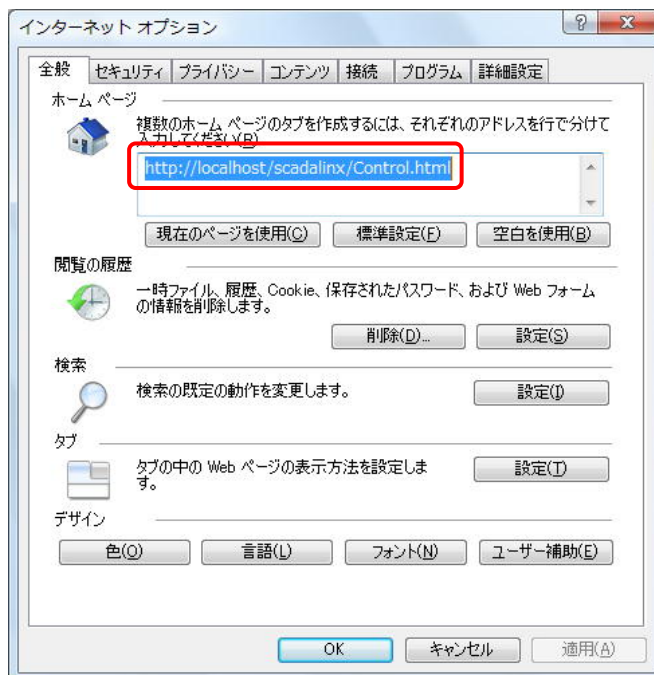 インターネット オプション
全般 セキュリティ プライバシー コンテンツ 接続 プログラム 詳細設定
ホーム ページ
複数のホーム ページのタブを作成するには、それぞれのアドレスを行で分けて
入力してください(R)
http://localhost/scadalinx/Control.html
現在のページを使用(C) 標準設定(F) 空白を使用(B)
閲覧の履歴
一時ファイル、履歴、Cookie、保存されたパスワード、および Web フォーム
の情報を削除します。
削除(D)... 設定(S)
検索
検索の既定の動作を変更します。
設定(I)
タブ
タブの中の Web ページの表示方法を設定しま
す。
設定(T)
デザイン
色(O) 言語(L) フォント(N) ユーザー補助(E)
OK キャンセル 適用(A)